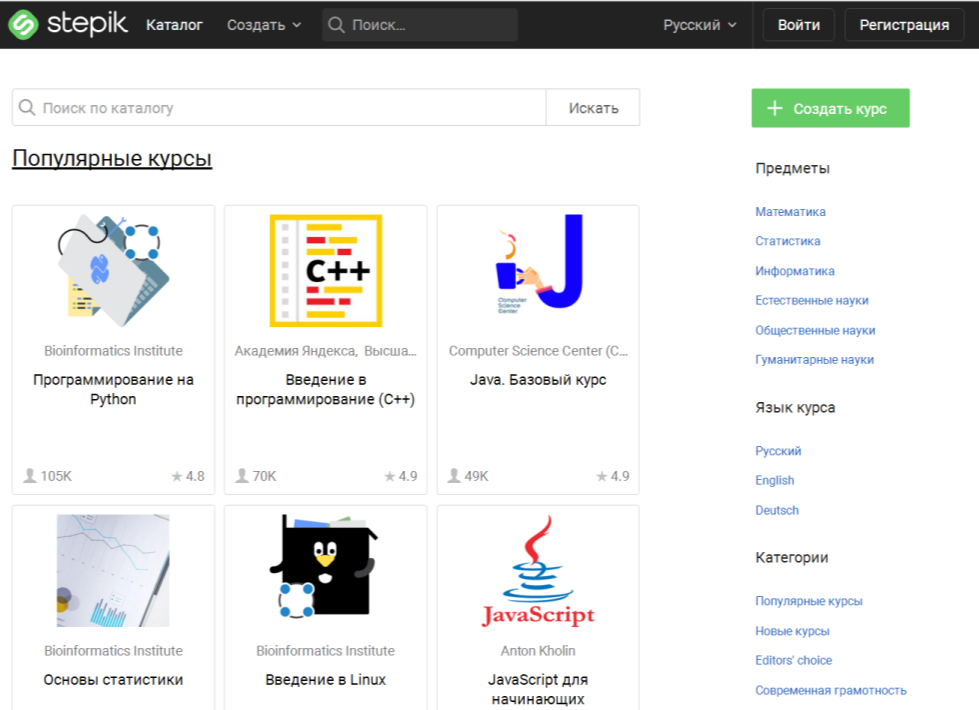 stepik Каталог Создать Поиск... Русский Войти Регистрация
Поиск по каталогу Искать
+ Создать курс
Популярные курсы
C++
Computer
Science
Center
Bioinformatics Institute
Программирование на
Python
105K 4.8
Академия Яндекса, Высша...
Введение в
программирование (C++)
70K 4.9
Computer Science Center (C...
Java. Базовый курс
49K 4.9
Bioinformatics Institute
Основы статистики
Bioinformatics Institute
Введение в Linux
JavaScript
Anton Kholin
JavaScript для
начинающих
Предметы
Математика
Статистика
Информатика
Естественные науки
Общественные науки
Гуманитарные науки
Язык курса
Русский
English
Deutsch
Категории
Популярные курсы
Новые курсы
Editors' choice
Современная грамотность